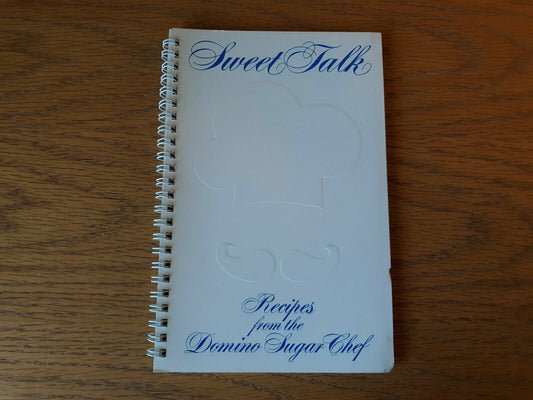 Sweet Talk
Recipes
from the
Domino Sugar Chef